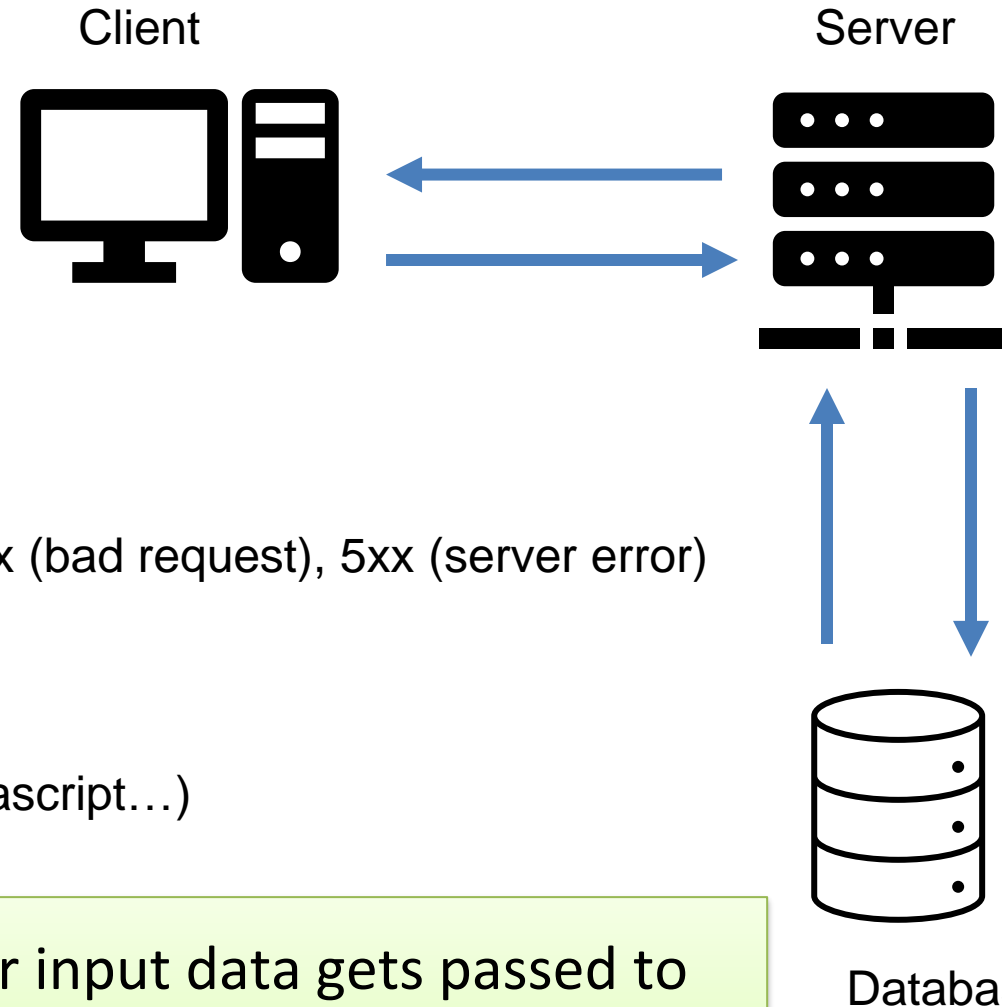 Client
Server
x (bad request), 5xx (server error)
ascript…)
r input data gets passed to
Databa